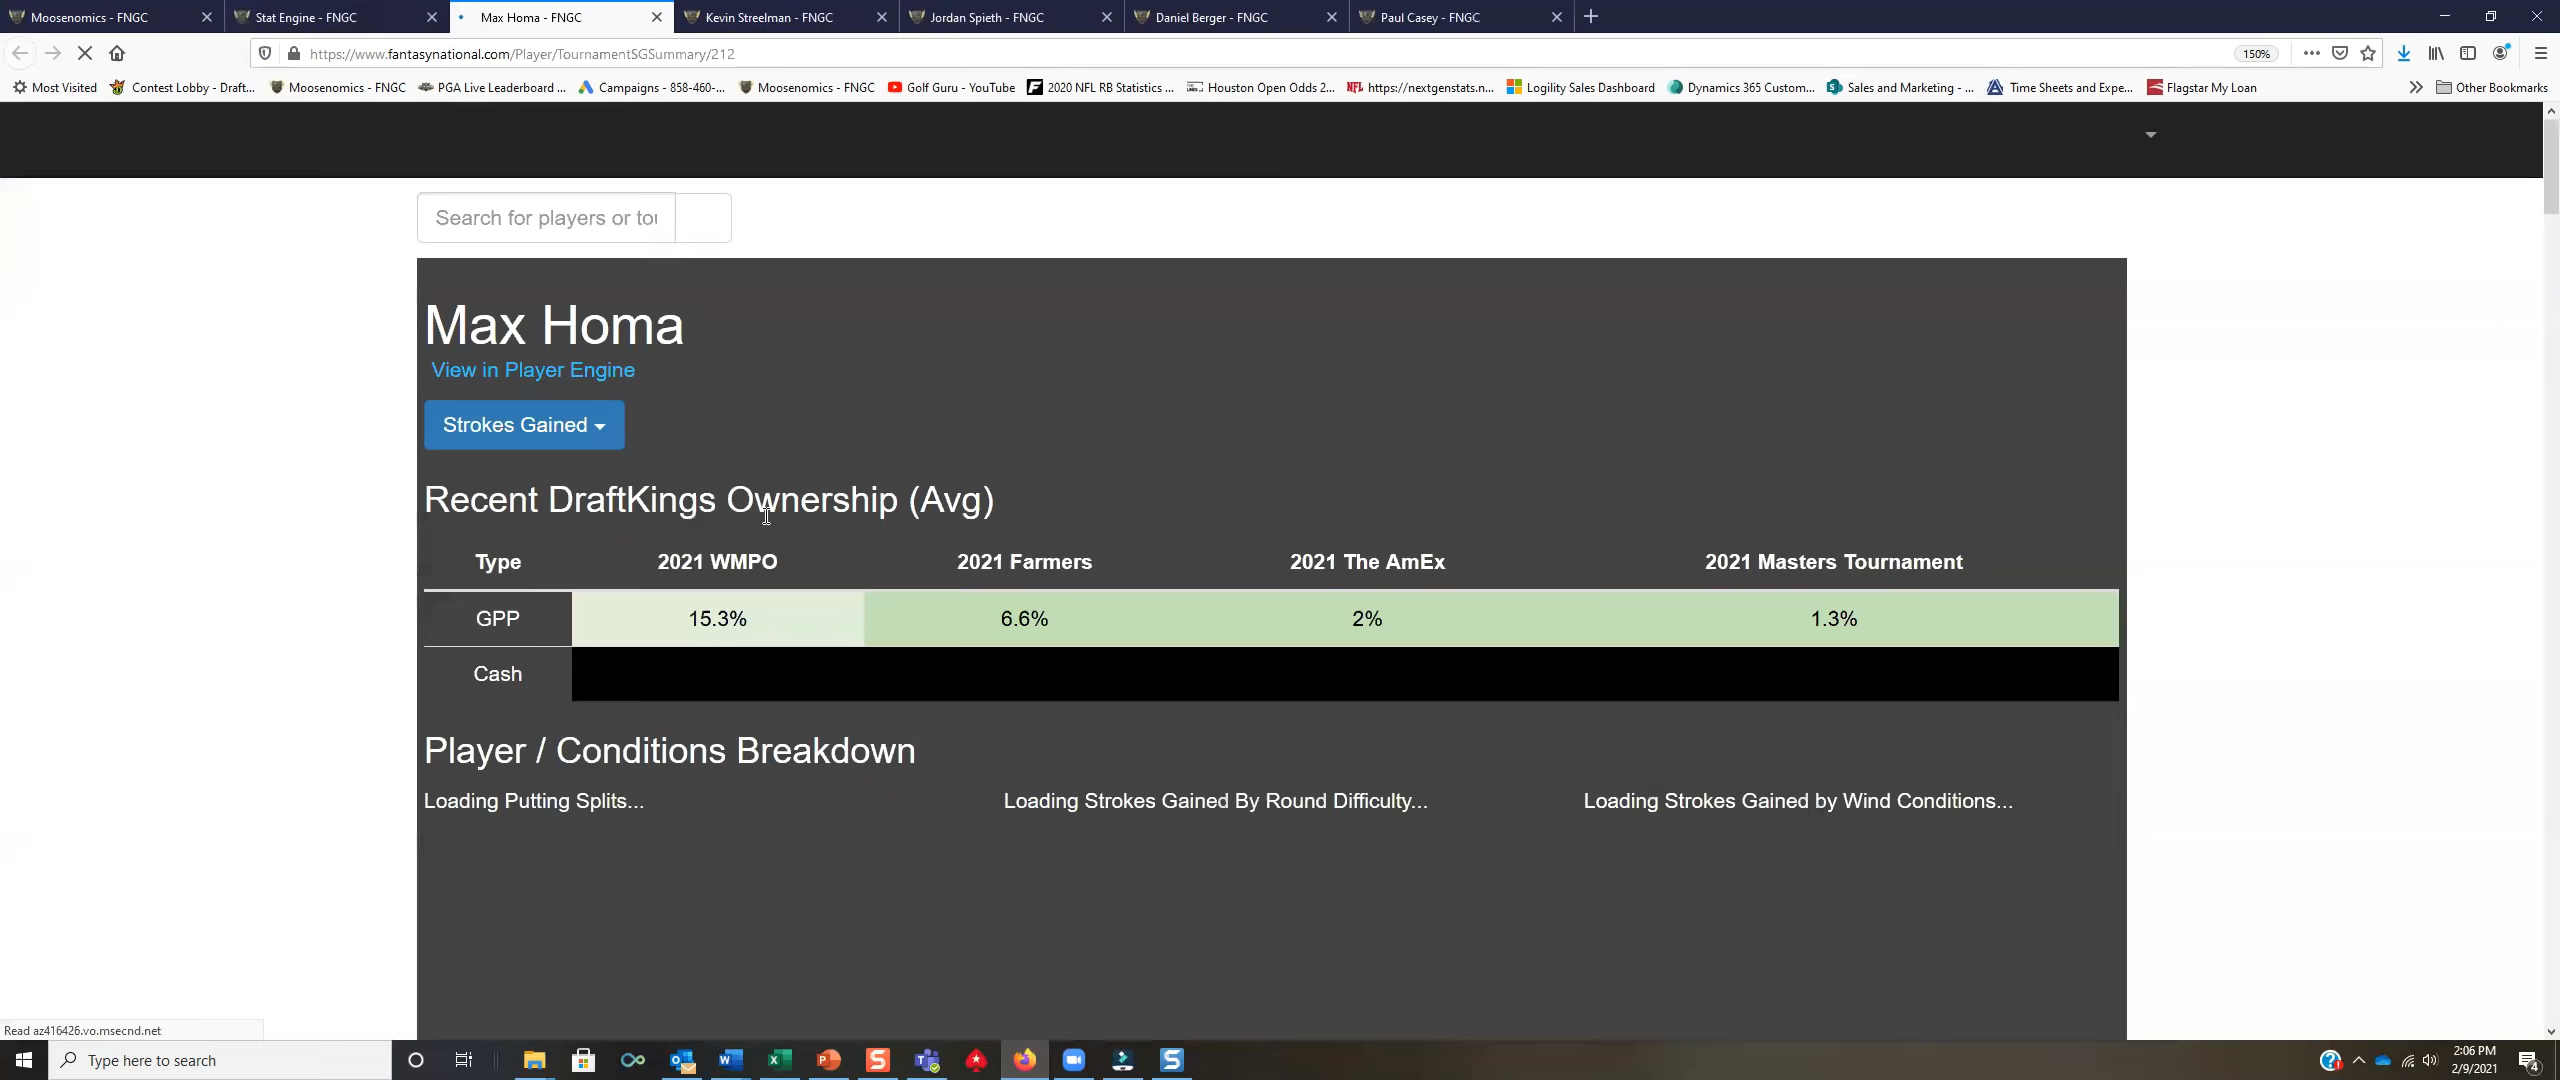 Moosenomics - FNGC
Stat Engine - FNGC
Max Homa - FNGC
Kevin Streelman - FNGC
Jordan Spieth - FNGC
Daniel Berger - FNGC
Paul Casey - FNGC
https://www.fantasynational.com/Player/TournamentSGSummary/212
150%
Most Visited
Contest Lobby - Draft...
Moosenomics - FNGC
PGA Live Leaderboard ...
Campaigns - 858-460-...
Moosenomics - FNGC
Golf Guru - YouTube
2020 NFL RB Statistics ...
Houston Open Odds 2...
https://nextgenstats.n...
Logility Sales Dashboard
Dynamics 365 Custom...
Sales and Marketing - ...
Time Sheets and Expe...
Flagstar My Loan
Other Bookmarks
Search for players or tou
Max Homa
View in Player Engine
Strokes Gained
Recent DraftKings Ownership (Avg)
Type 2021 WMPO 2021 Farmers 2021 The AmEx 2021 Masters Tournament
GPP 15.3% 6.6% 2% 1.3%
Cash
Player / Conditions Breakdown
Loading Putting Splits... Loading Strokes Gained By Round Difficulty... Loading Strokes Gained by Wind Conditions...
Read az416426.vo.msecnd.net
Type here to search
2:06 PM
2/9/2021
4